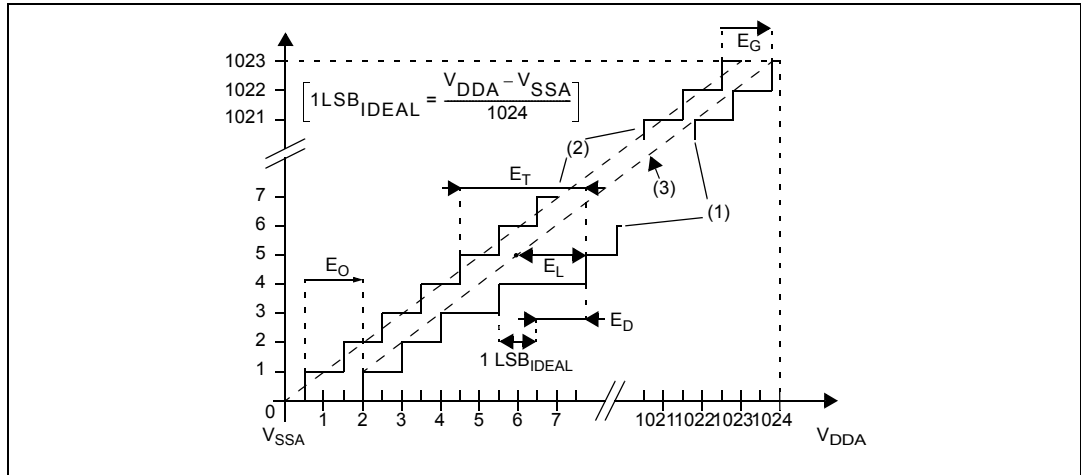 E_G
1023
1022
1021
[1LSB_IDEAL = (V_DDA − V_SSA) / 1024]
(2)
(3)
(1)
E_T
7
6
5
4
3
2
1
0
E_O
E_L
E_D
1 LSB_IDEAL
1 2 3 4 5 6 7 1021 1022 1023 1024
V_SSA
V_DDA